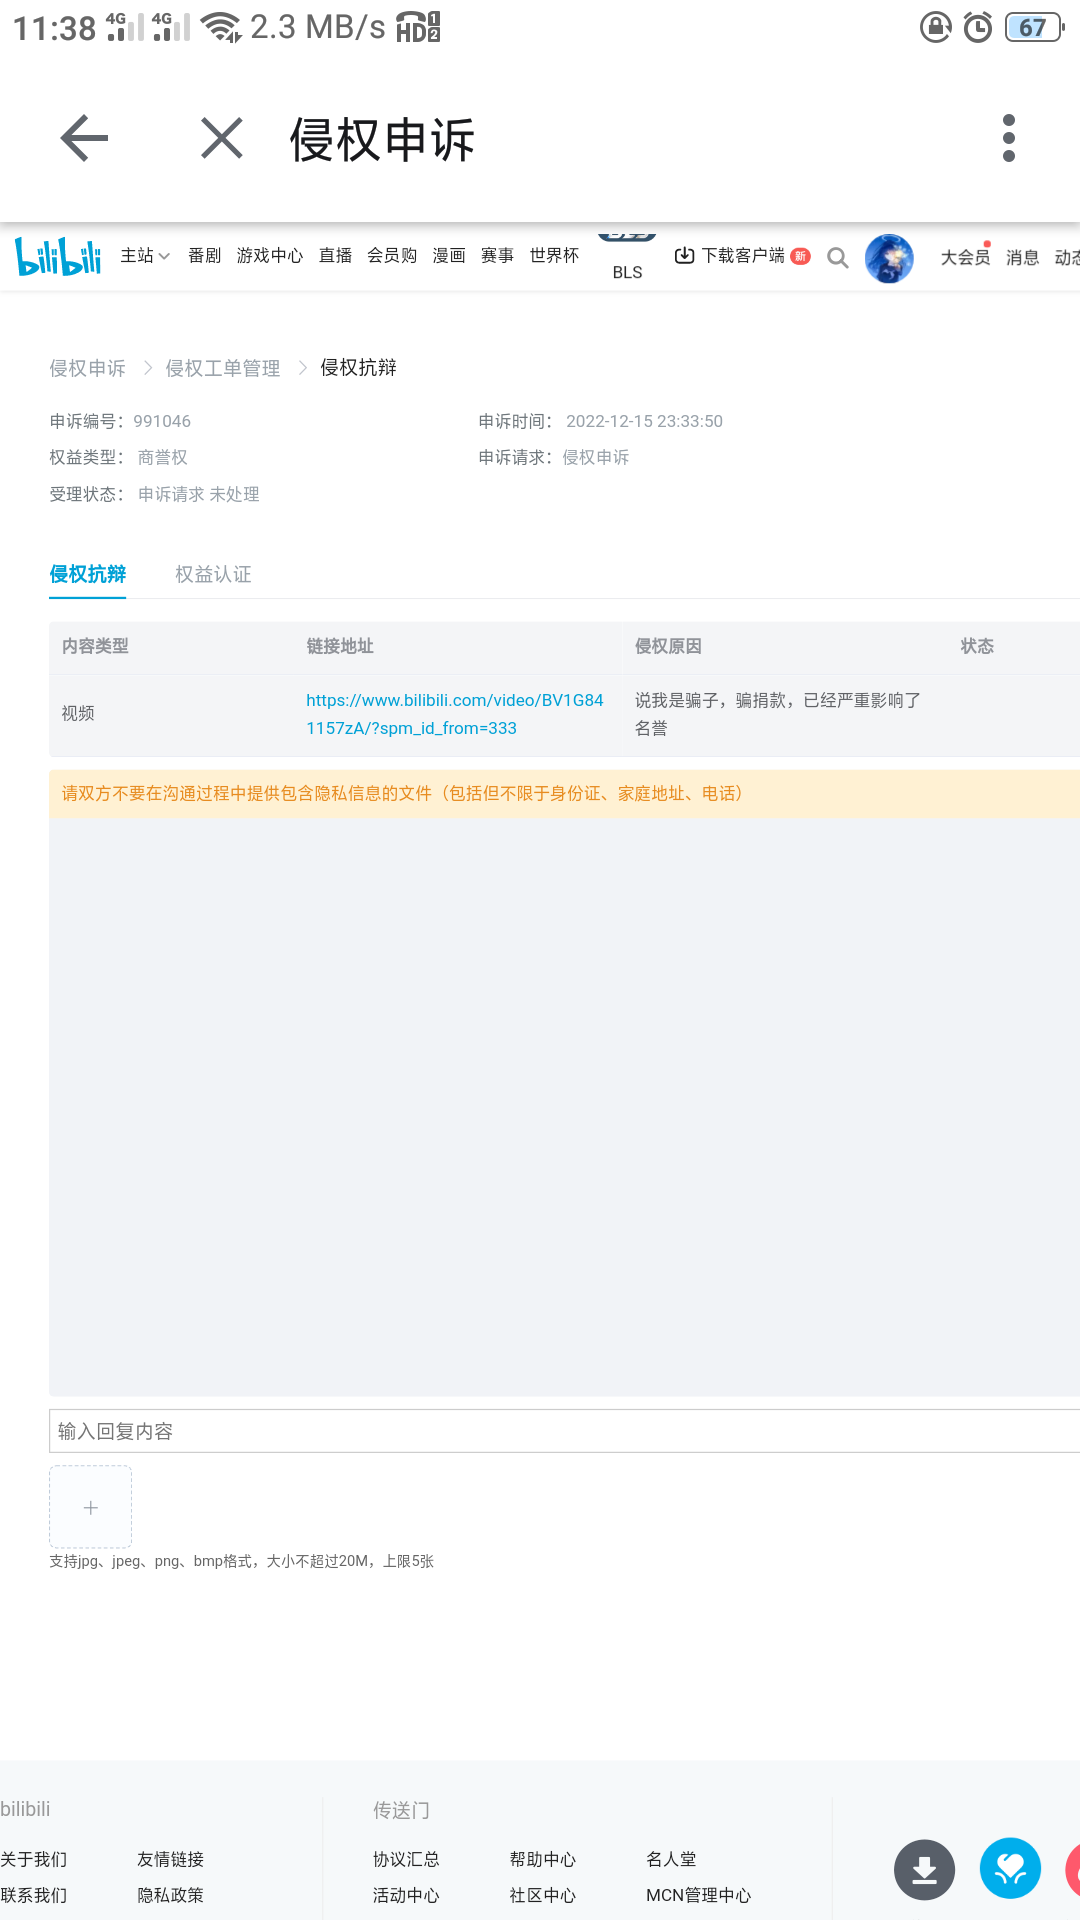 11:38 4G 4G 2.3 MB/s HD 1 2 67
侵权申诉
bilibili 主站 番剧 游戏中心 直播 会员购 漫画 赛事 世界杯 BLS 下载客户端 新 大会员 消息 动态
侵权申诉 侵权工单管理 侵权抗辩
申诉编号：991046 申诉时间： 2022-12-15 23:33:50
权益类型： 商誉权 申诉请求：侵权申诉
受理状态： 申诉请求 未处理
侵权抗辩 权益认证
内容类型 链接地址 侵权原因 状态
视频 https://www.bilibili.com/video/BV1G84 说我是骗子，骗捐款，已经严重影响了
1157zA/?spm_id_from=333 名誉
请双方不要在沟通过程中提供包含隐私信息的文件（包括但不限于身份证、家庭地址、电话）
输入回复内容
+
支持jpg、jpeg、png、bmp格式，大小不超过20M，上限5张
bilibili 传送门
关于我们 友情链接 协议汇总 帮助中心 名人堂
联系我们 隐私政策 活动中心 社区中心 MCN管理中心